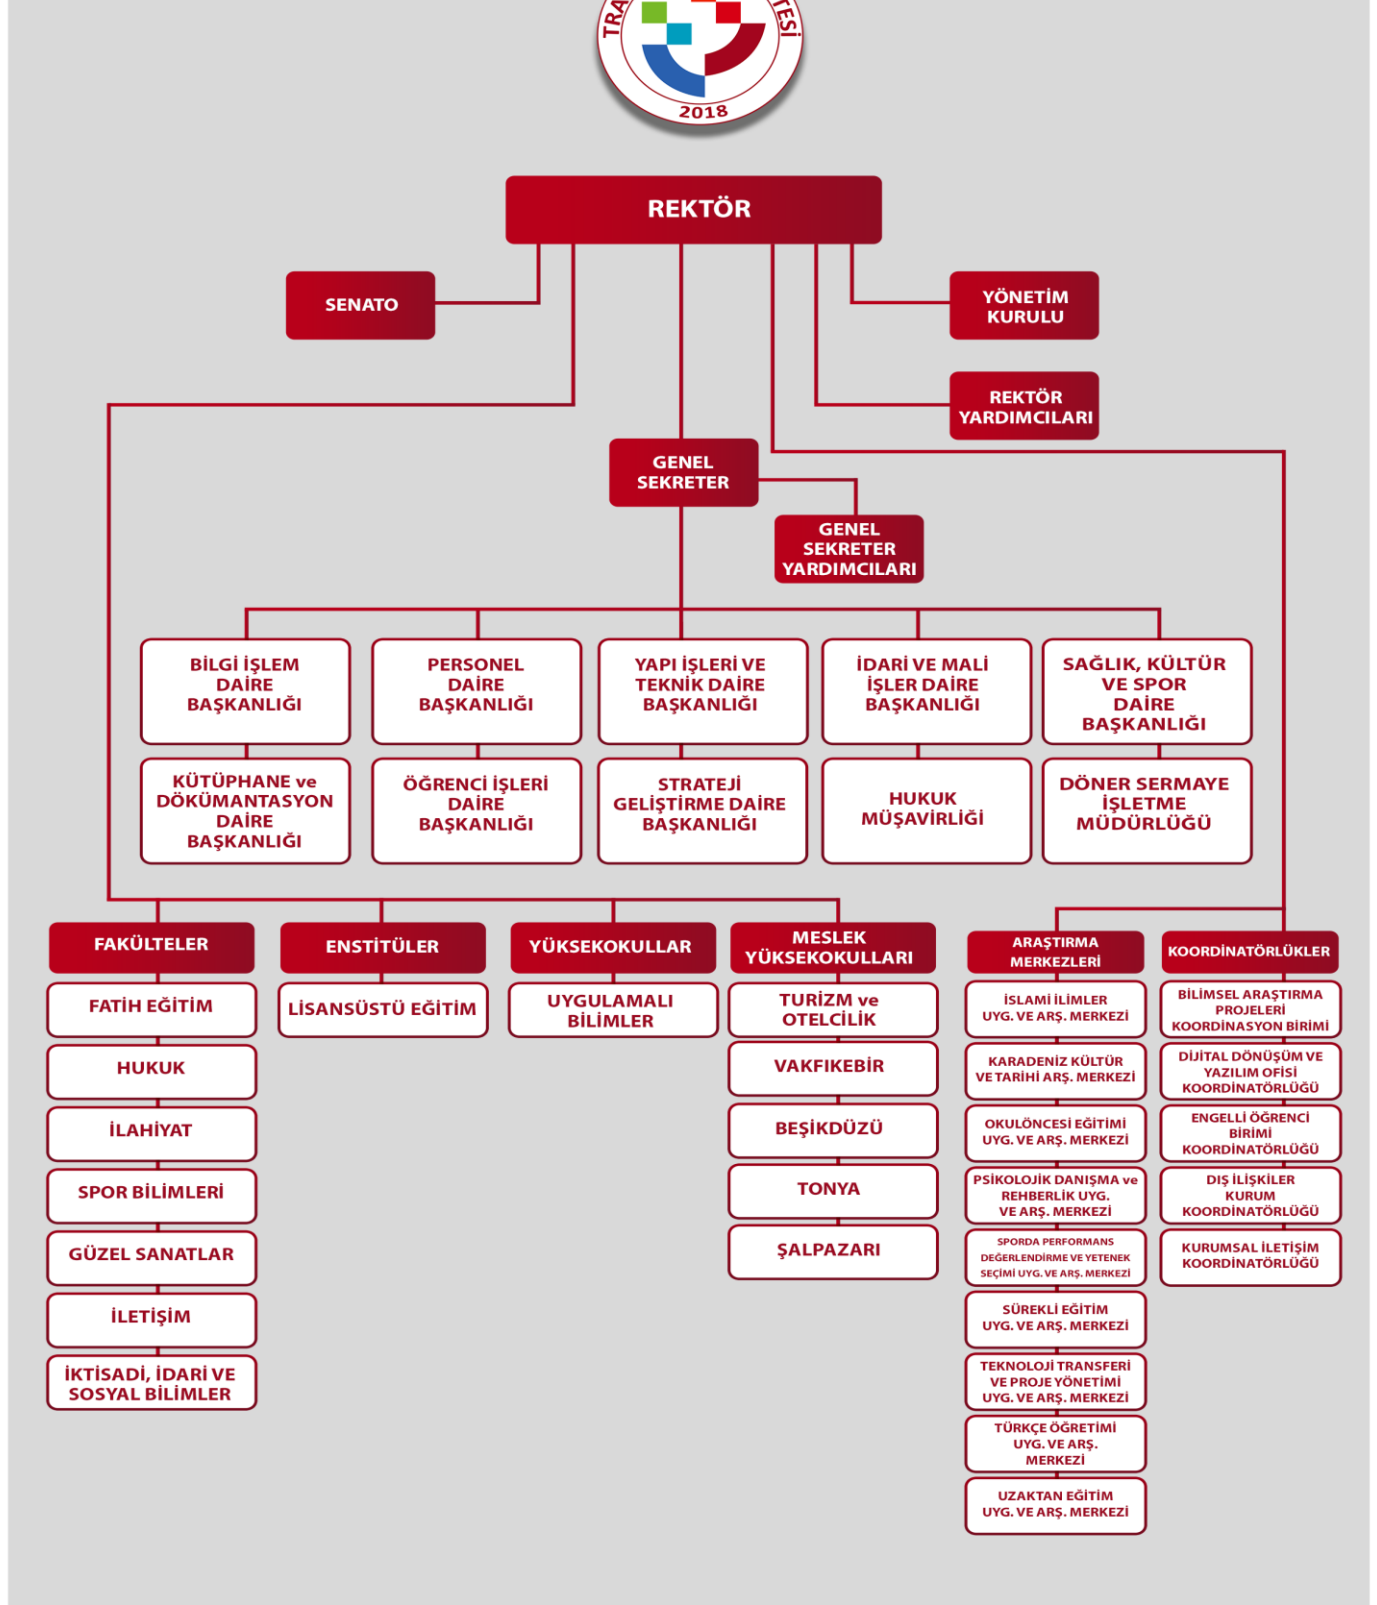 2018
REKTÖR
SENATO
YÖNETİM
KURULU
REKTÖR
YARDIMCILARI
GENEL
SEKRETER
GENEL
SEKRETER
YARDIMCILARI
BİLGİ İŞLEM
DAİRE
BAŞKANLIĞI
PERSONEL
DAİRE
BAŞKANLIĞI
YAPI İŞLERİ VE
TEKNİK DAİRE
BAŞKANLIĞI
İDARİ VE MALİ
İŞLER DAİRE
BAŞKANLIĞI
SAĞLIK, KÜLTÜR
VE SPOR
DAİRE
BAŞKANLIĞI
KÜTÜPHANE ve
DÖKÜMANTASYON
DAİRE
BAŞKANLIĞI
ÖĞRENCİ İŞLERİ
DAİRE
BAŞKANLIĞI
STRATEJİ
GELİŞTİRME DAİRE
BAŞKANLIĞI
HUKUK
MÜŞAVİRLİĞİ
DÖNER SERMAYE
İŞLETME
MÜDÜRLÜĞÜ
FAKÜLTELER
FATİH EĞİTİM
HUKUK
İLAHİYAT
SPOR BİLİMLERİ
GÜZEL SANATLAR
İLETİŞİM
İKTİSADİ, İDARİ VE
SOSYAL BİLİMLER
ENSTİTÜLER
LİSANSÜSTÜ EĞİTİM
YÜKSEKOKULLAR
UYGULAMALI
BİLİMLER
MESLEK
YÜKSEKOKULLARI
TURİZM ve
OTELCİLİK
VAKFIKEBİR
BEŞİKDÜZÜ
TONYA
ŞALPAZARI
ARAŞTIRMA
MERKEZLERİ
İSLAMİ İLİMLER
UYG. VE ARŞ. MERKEZİ
KARADENİZ KÜLTÜR
VE TARİHİ ARŞ. MERKEZİ
OKULÖNCESİ EĞİTİMİ
UYG. VE ARŞ. MERKEZİ
PSİKOLOJİK DANIŞMA ve
REHBERLİK UYG.
VE ARŞ. MERKEZİ
SPORDA PERFORMANS
DEĞERLENDİRME VE YETENEK
SEÇİMİ UYG. VE ARŞ. MERKEZİ
SÜREKLİ EĞİTİM
UYG. VE ARŞ. MERKEZİ
TEKNOLOJİ TRANSFERİ
VE PROJE YÖNETİMİ
UYG. VE ARŞ. MERKEZİ
TÜRKÇE ÖĞRETİMİ
UYG. VE ARŞ.
MERKEZİ
UZAKTAN EĞİTİM
UYG. VE ARŞ. MERKEZİ
KOORDİNATÖRLÜKLER
BİLİMSEL ARAŞTIRMA
PROJELERİ
KOORDİNASYON BİRİMİ
DİJİTAL DÖNÜŞÜM VE
YAZILIM OFİSİ
KOORDİNATÖRLÜĞÜ
ENGELLİ ÖĞRENCİ
BİRİMİ
KOORDİNATÖRLÜĞÜ
DIŞ İLİŞKİLER
KURUM
KOORDİNATÖRLÜĞÜ
KURUMSAL İLETİŞİM
KOORDİNATÖRLÜĞÜ